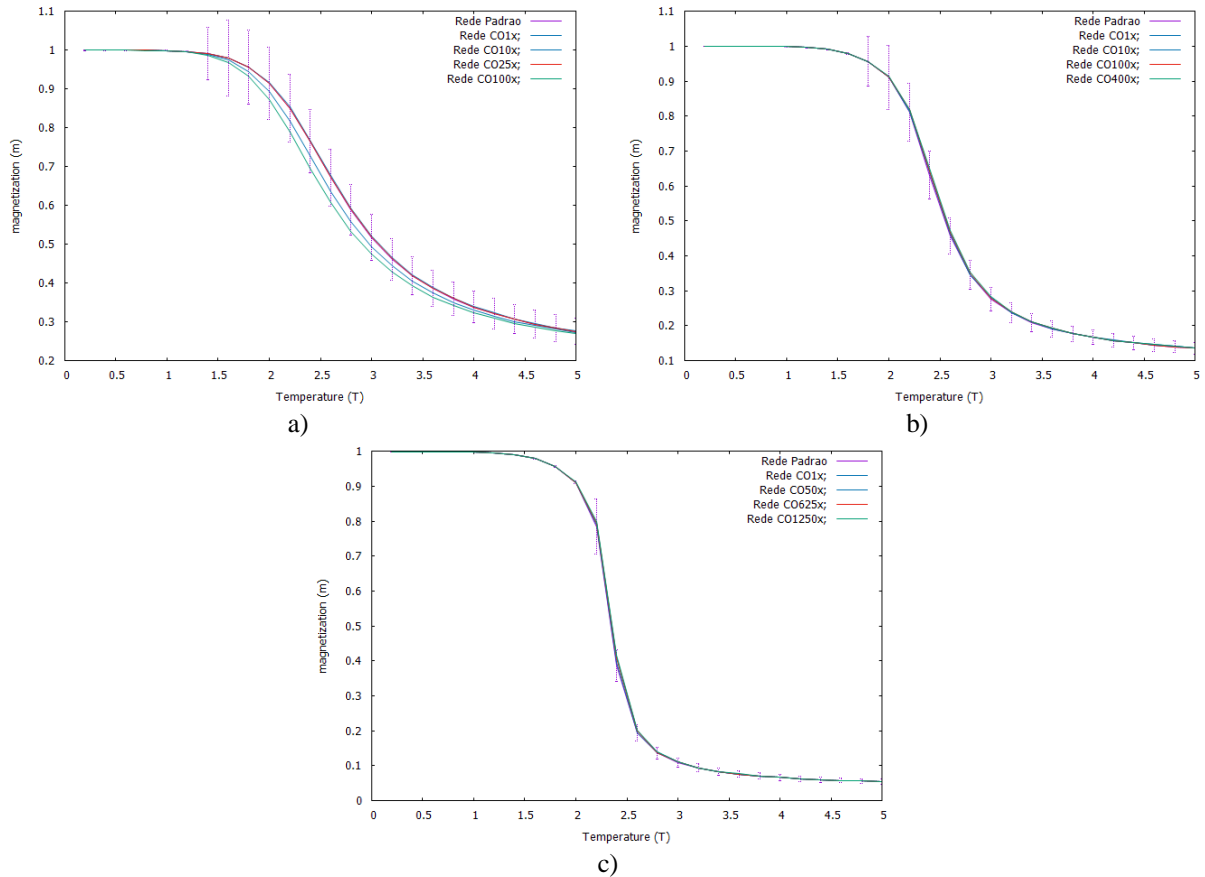 1.1
1
0.9
0.8
0.7
0.6
0.5
0.4
0.3
0.2
magnetization (m)
0 0.5 1 1.5 2 2.5 3 3.5 4 4.5 5
Temperature (T)
Rede Padrao
Rede CO1x;
Rede CO10x;
Rede CO25x;
Rede CO100x;
a)
1.1
1
0.9
0.8
0.7
0.6
0.5
0.4
0.3
0.2
0.1
magnetization (m)
0 0.5 1 1.5 2 2.5 3 3.5 4 4.5 5
Temperature (T)
Rede Padrao
Rede CO1x;
Rede CO10x;
Rede CO100x;
Rede CO400x;
b)
1
0.9
0.8
0.7
0.6
0.5
0.4
0.3
0.2
0.1
0
magnetization (m)
0 0.5 1 1.5 2 2.5 3 3.5 4 4.5 5
Temperature (T)
Rede Padrao
Rede CO1x;
Rede CO50x;
Rede CO625x;
Rede CO1250x;
c)